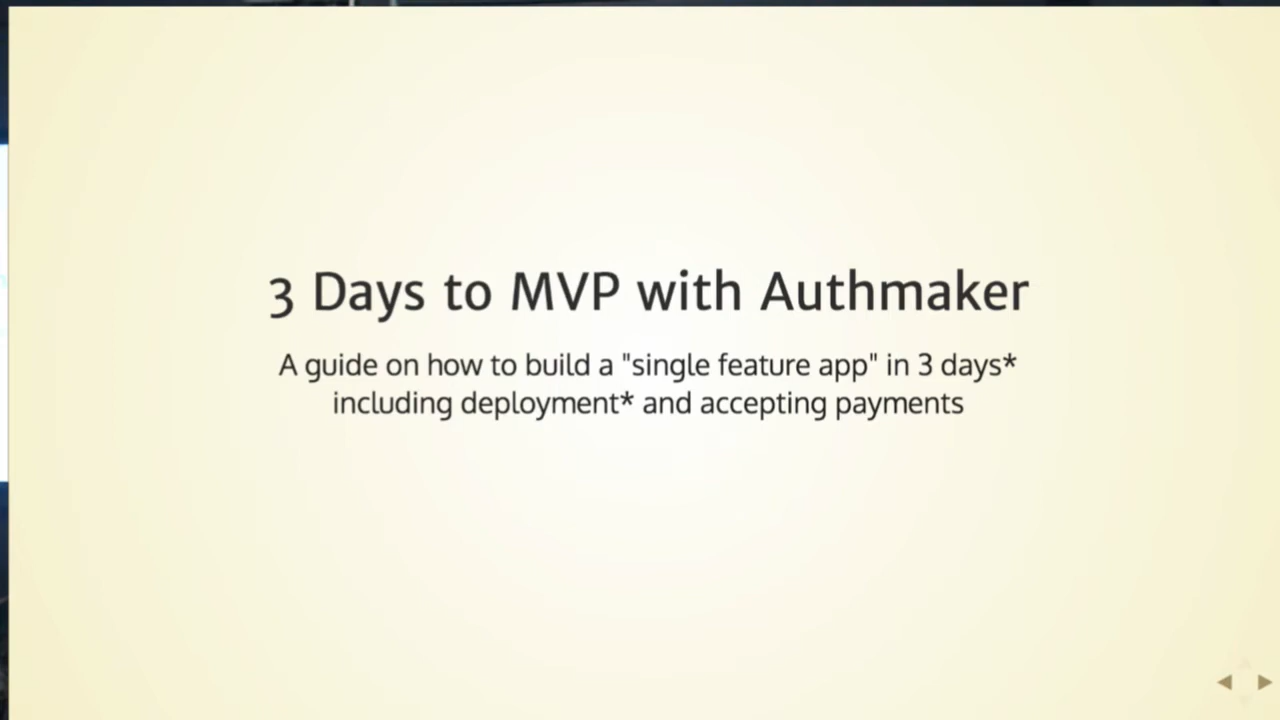 3 Days to MVP with Authmaker
A guide on how to build a "single feature app" in 3 days*
including deployment* and accepting payments